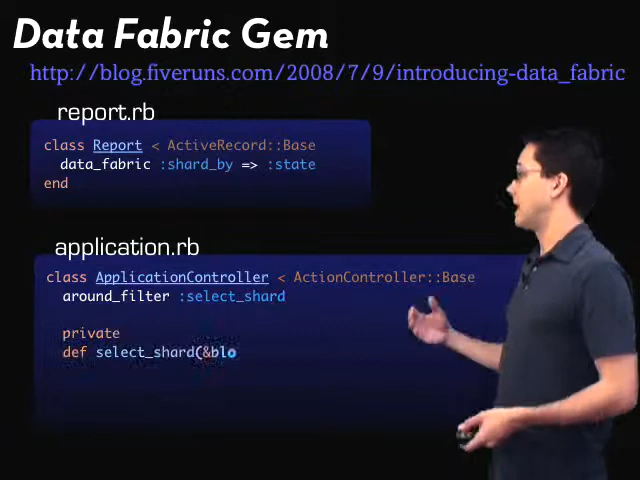 Data Fabric Gem
http://blog.fiveruns.com/2008/7/9/introducing-data_fabric
report.rb
class Report < ActiveRecord::Base
data_fabric :shard_by => :state
end
application.rb
class ApplicationController < ActionController::Base
around_filter :select_shard
private
def select_shard(&blo